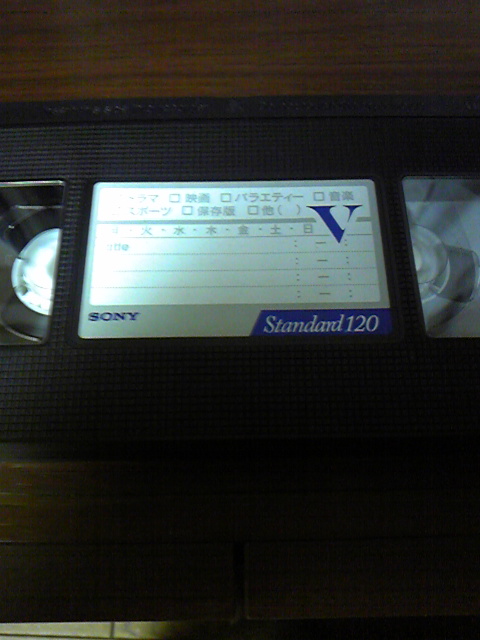 ドラマ □ 映画 □ バラエティー □ 音楽
スポーツ □ 保存版 □ 他( )
V
月・火・水・木・金・土・日
: — :
: — :
: — :
SONY
Standard 120